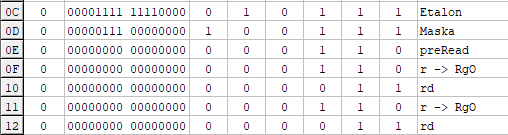 0C 0 00001111 11110000 0 1 0 1 1 1 Etalon
0D 0 00000111 00000000 1 0 0 1 1 1 Maska
0E 0 00000000 00000000 0 0 0 1 1 0 preRead
0F 0 00000000 00000000 0 0 0 1 1 0 r -> RgO
10 0 00000000 00000000 0 0 0 0 1 1 rd
11 0 00000000 00000000 0 0 0 1 1 0 r -> RgO
12 0 00000000 00000000 0 0 0 0 1 1 rd